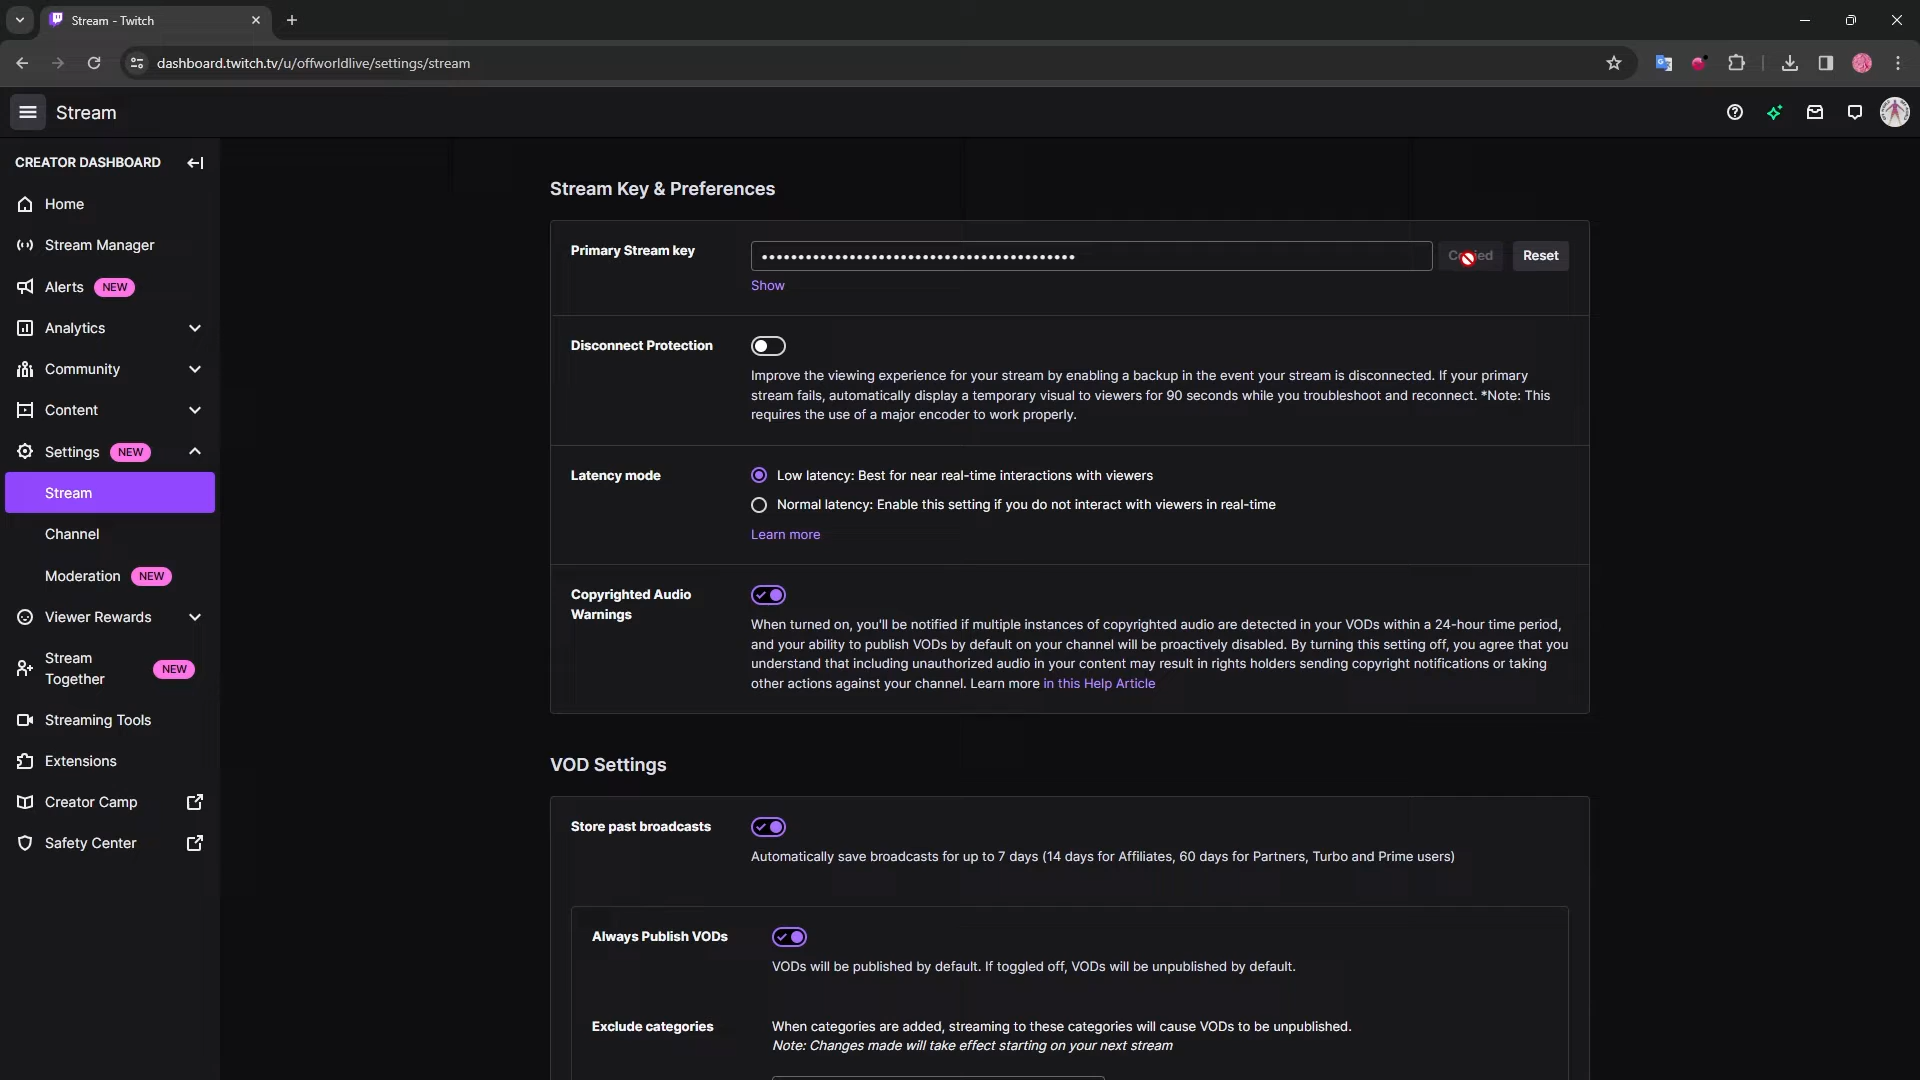 Stream - Twitch
dashboard.twitch.tv/u/offworldlive/settings/stream
Stream
CREATOR DASHBOARD
Home
Stream Manager
Alerts NEW
Analytics
Community
Content
Settings NEW
Stream
Channel
Moderation NEW
Viewer Rewards
Stream
Together
NEW
Streaming Tools
Extensions
Creator Camp
Safety Center
Stream Key & Preferences
Primary Stream key
Reset
Show
Disconnect Protection
Improve the viewing experience for your stream by enabling a backup in the event your stream is disconnected. If your primary
stream fails, automatically display a temporary visual to viewers for 90 seconds while you troubleshoot and reconnect. *Note: This
requires the use of a major encoder to work properly.
Latency mode
Low latency: Best for near real-time interactions with viewers
Normal latency: Enable this setting if you do not interact with viewers in real-time
Learn more
Copyrighted Audio
Warnings
When turned on, you'll be notified if multiple instances of copyrighted audio are detected in your VODs within a 24-hour time period,
and your ability to publish VODs by default on your channel will be proactively disabled. By turning this setting off, you agree that you
understand that including unauthorized audio in your content may result in rights holders sending copyright notifications or taking
other actions against your channel. Learn more in this Help Article
VOD Settings
Store past broadcasts
Automatically save broadcasts for up to 7 days (14 days for Affiliates, 60 days for Partners, Turbo and Prime users)
Always Publish VODs
VODs will be published by default. If toggled off, VODs will be unpublished by default.
Exclude categories
When categories are added, streaming to these categories will cause VODs to be unpublished.
Note: Changes made will take effect starting on your next stream